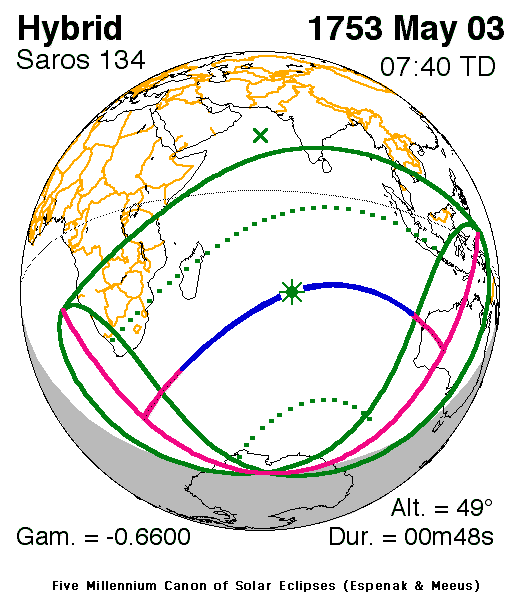 Hybrid
1753 May 03
Saros 134
07:40 TD
Alt. = 49°
Gam. = -0.6600
Dur. = 00m48s
Five Millennium Canon of Solar Eclipses (Espenak & Meeus)